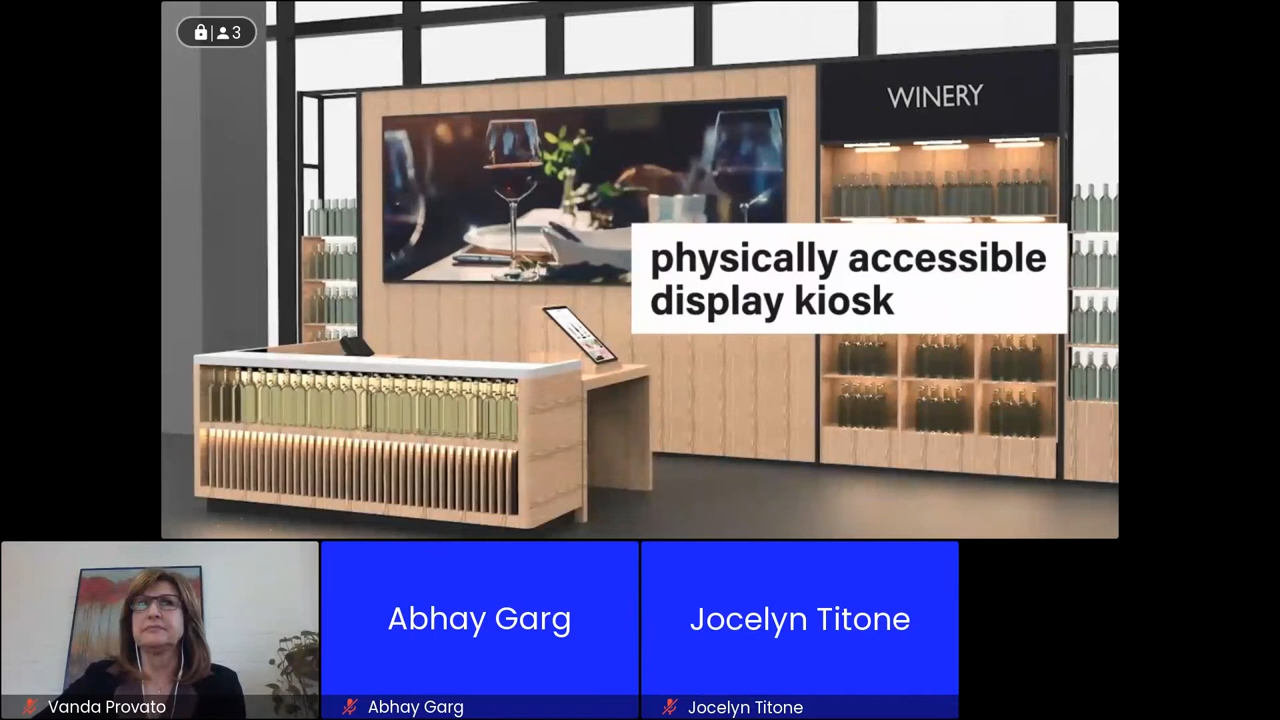 3
WINERY
physically accessible
display kiosk
Abhay Garg
Jocelyn Titone
Vanda Provato
Abhay Garg
Jocelyn Titone